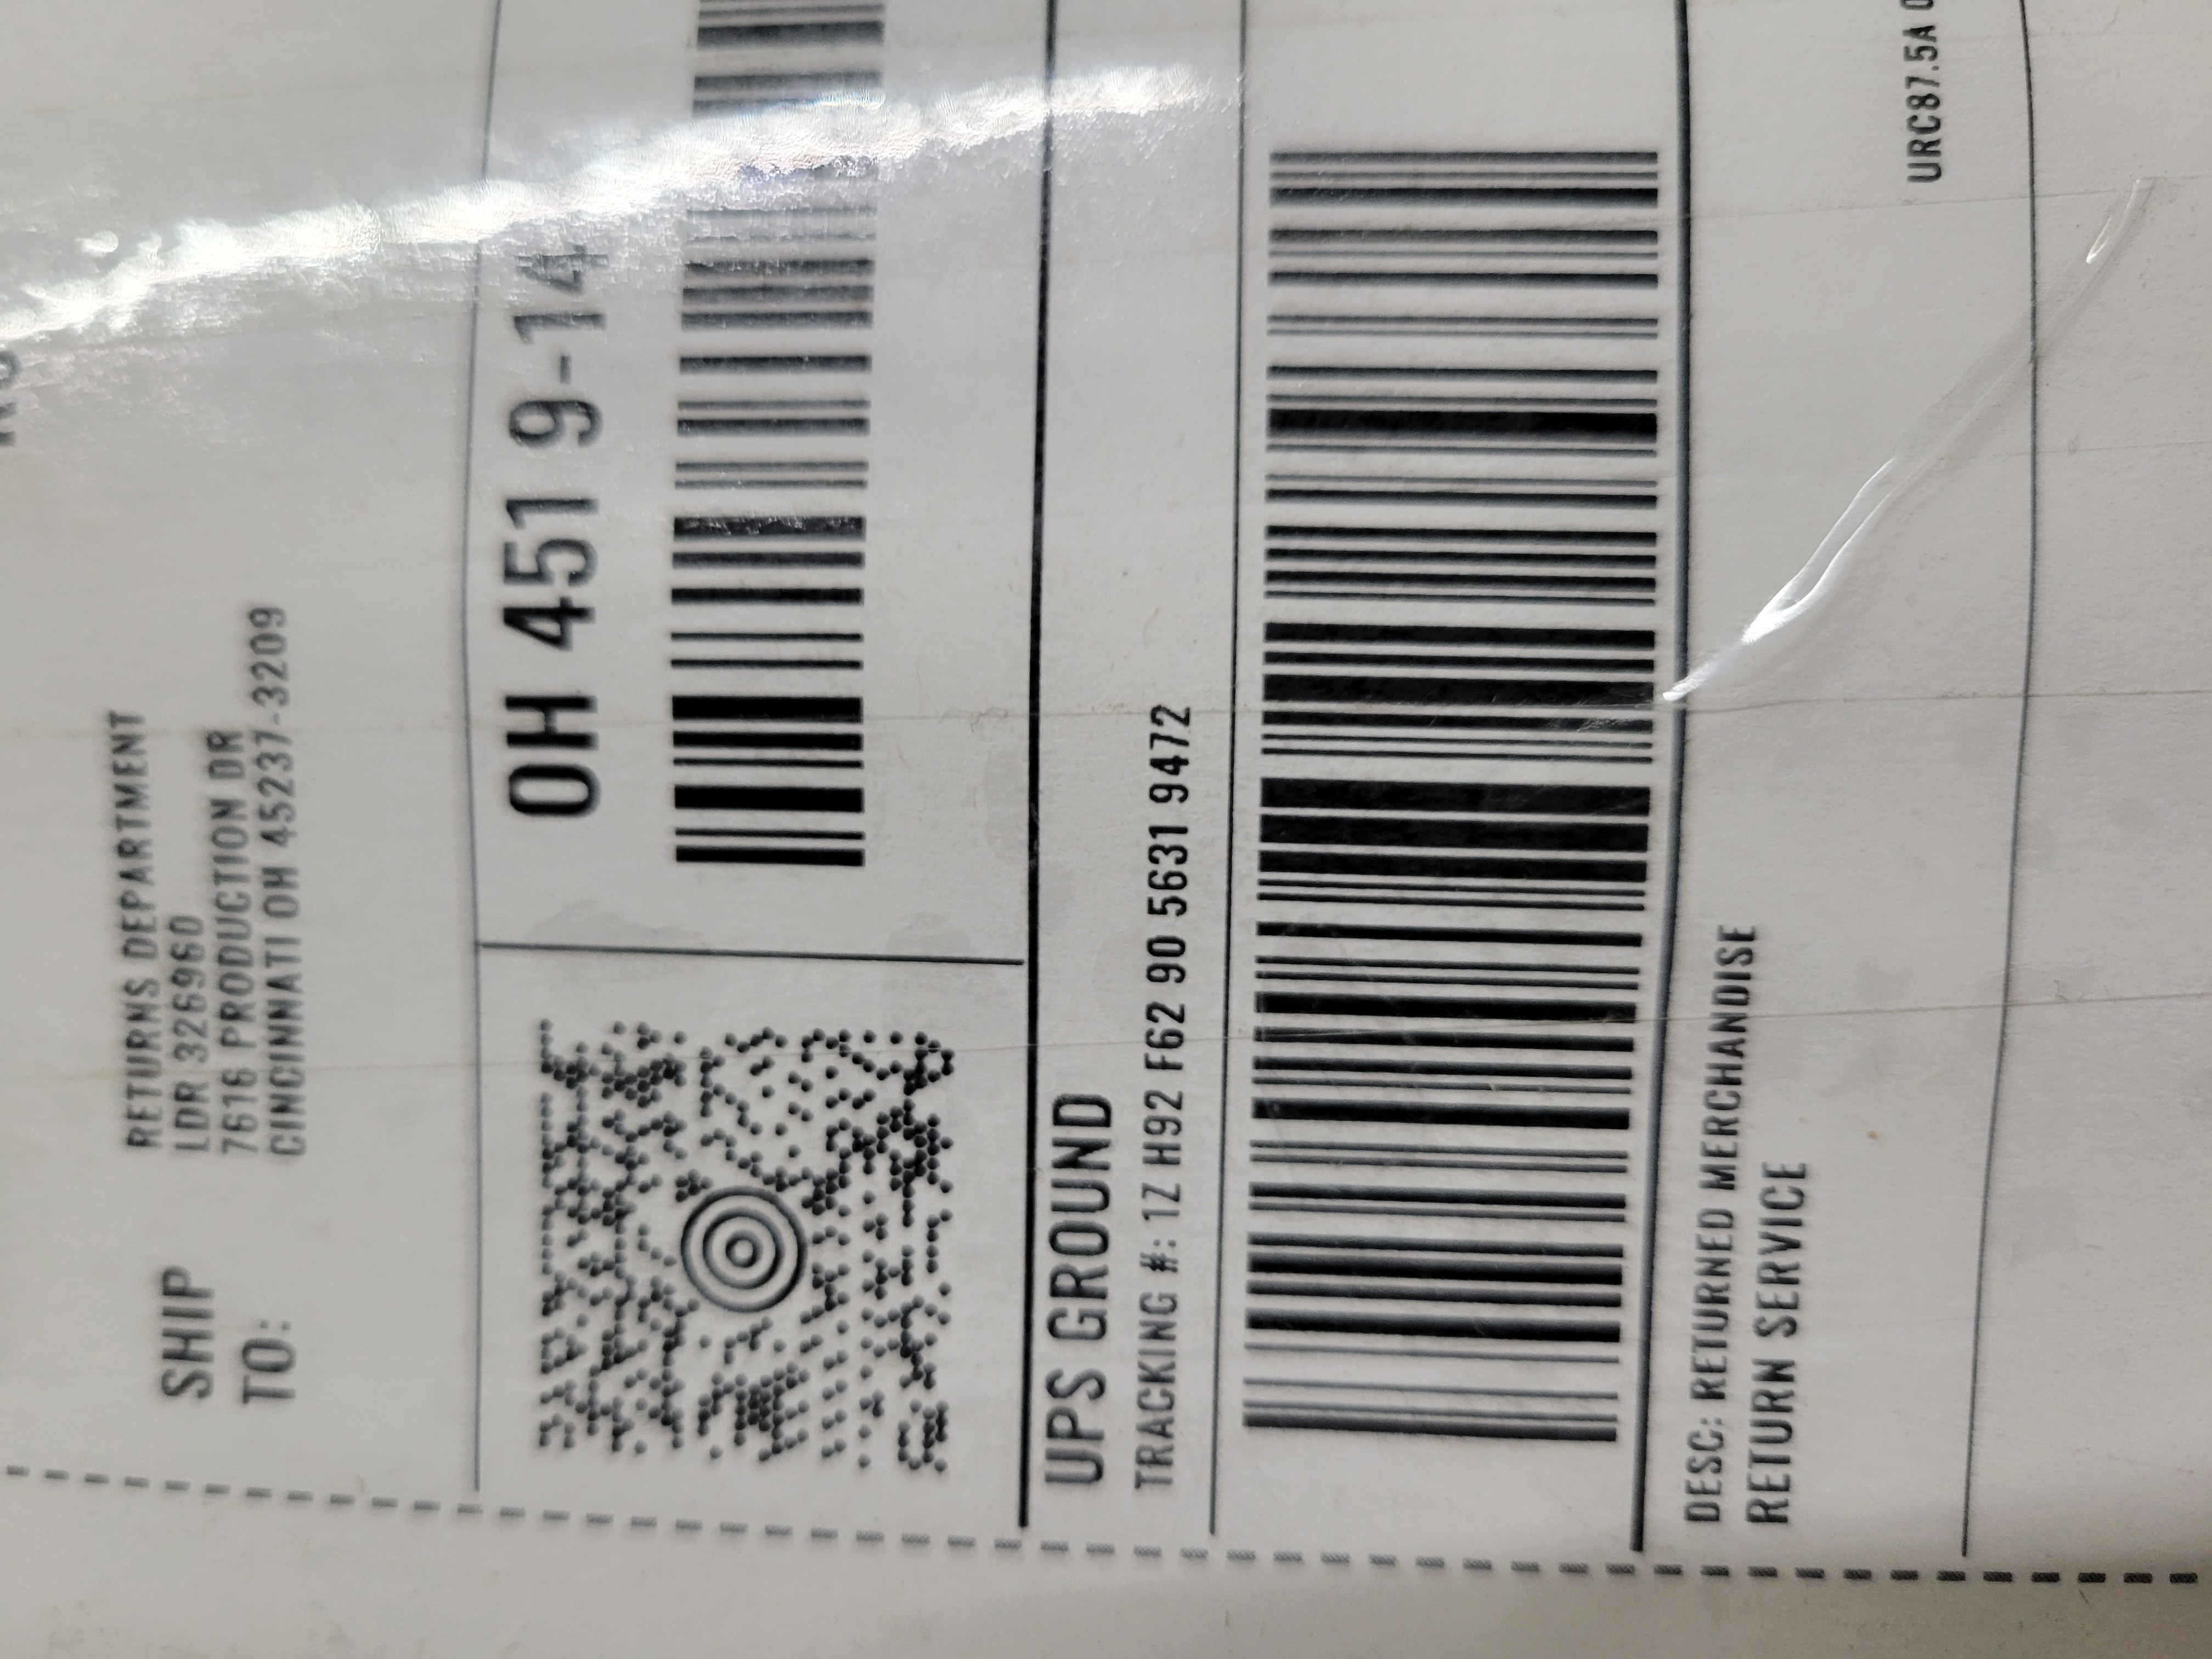 SHIP
TO:
RETURNS DEPARTMENT
LDR 326960
7616 PRODUCTION DR
CINCINNATI OH 45237-3209
OH 451 9-14
UPS GROUND
TRACKING #: 1Z H92 F62 90 5631 9472
DESC: RETURNED MERCHANDISE
RETURN SERVICE
URC87.5A